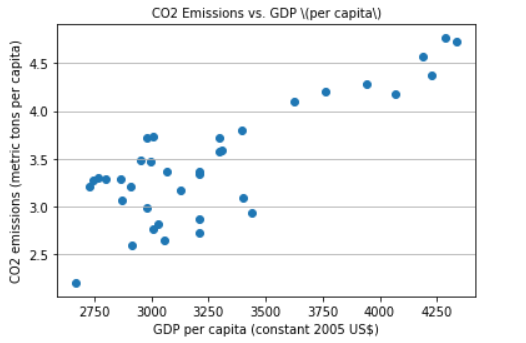 CO2 Emissions vs. GDP \(per capita\)
CO2 emissions (metric tons per capita)
4.5
4.0
3.5
3.0
2.5
2750 3000 3250 3500 3750 4000 4250
GDP per capita (constant 2005 US$)